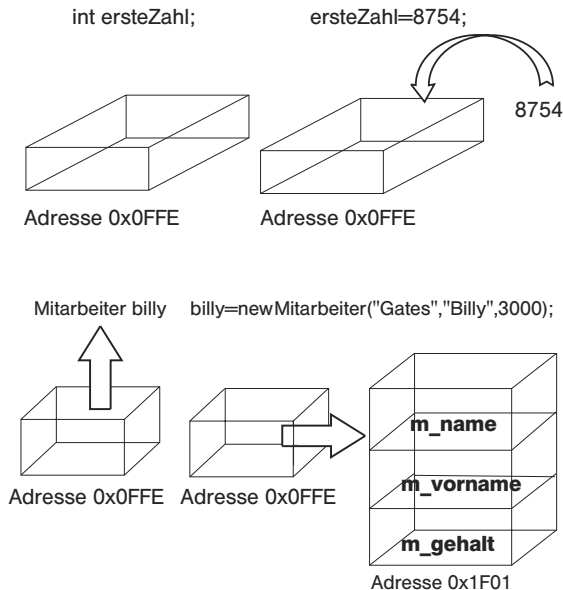 int ersteZahl;
ersteZahl=8754;
8754
Adresse 0x0FFE
Adresse 0x0FFE
Mitarbeiter billy
billy=newMitarbeiter("Gates","Billy",3000);
m_name
m_vorname
m_gehalt
Adresse 0x0FFE
Adresse 0x0FFE
Adresse 0x1F01